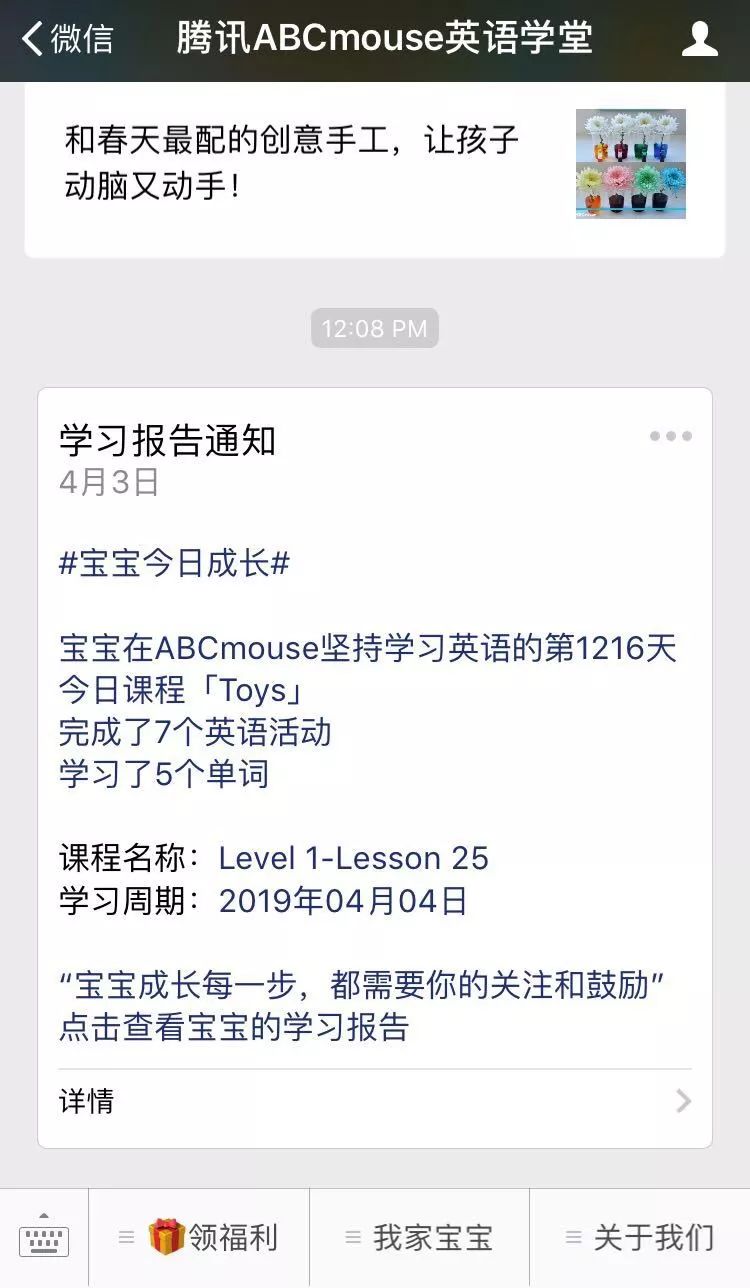 微信
腾讯ABCmouse英语学堂
和春天最配的创意手工，让孩子
动脑又动手！
12:08 PM
学习报告通知
4月3日
#宝宝今日成长#
宝宝在ABCmouse坚持学习英语的第1216天
今日课程「Toys」
完成了7个英语活动
学习了5个单词
课程名称：Level 1-Lesson 25
学习周期：2019年04月04日
“宝宝成长每一步，都需要你的关注和鼓励”
点击查看宝宝的学习报告
详情
领福利
我家宝宝
关于我们